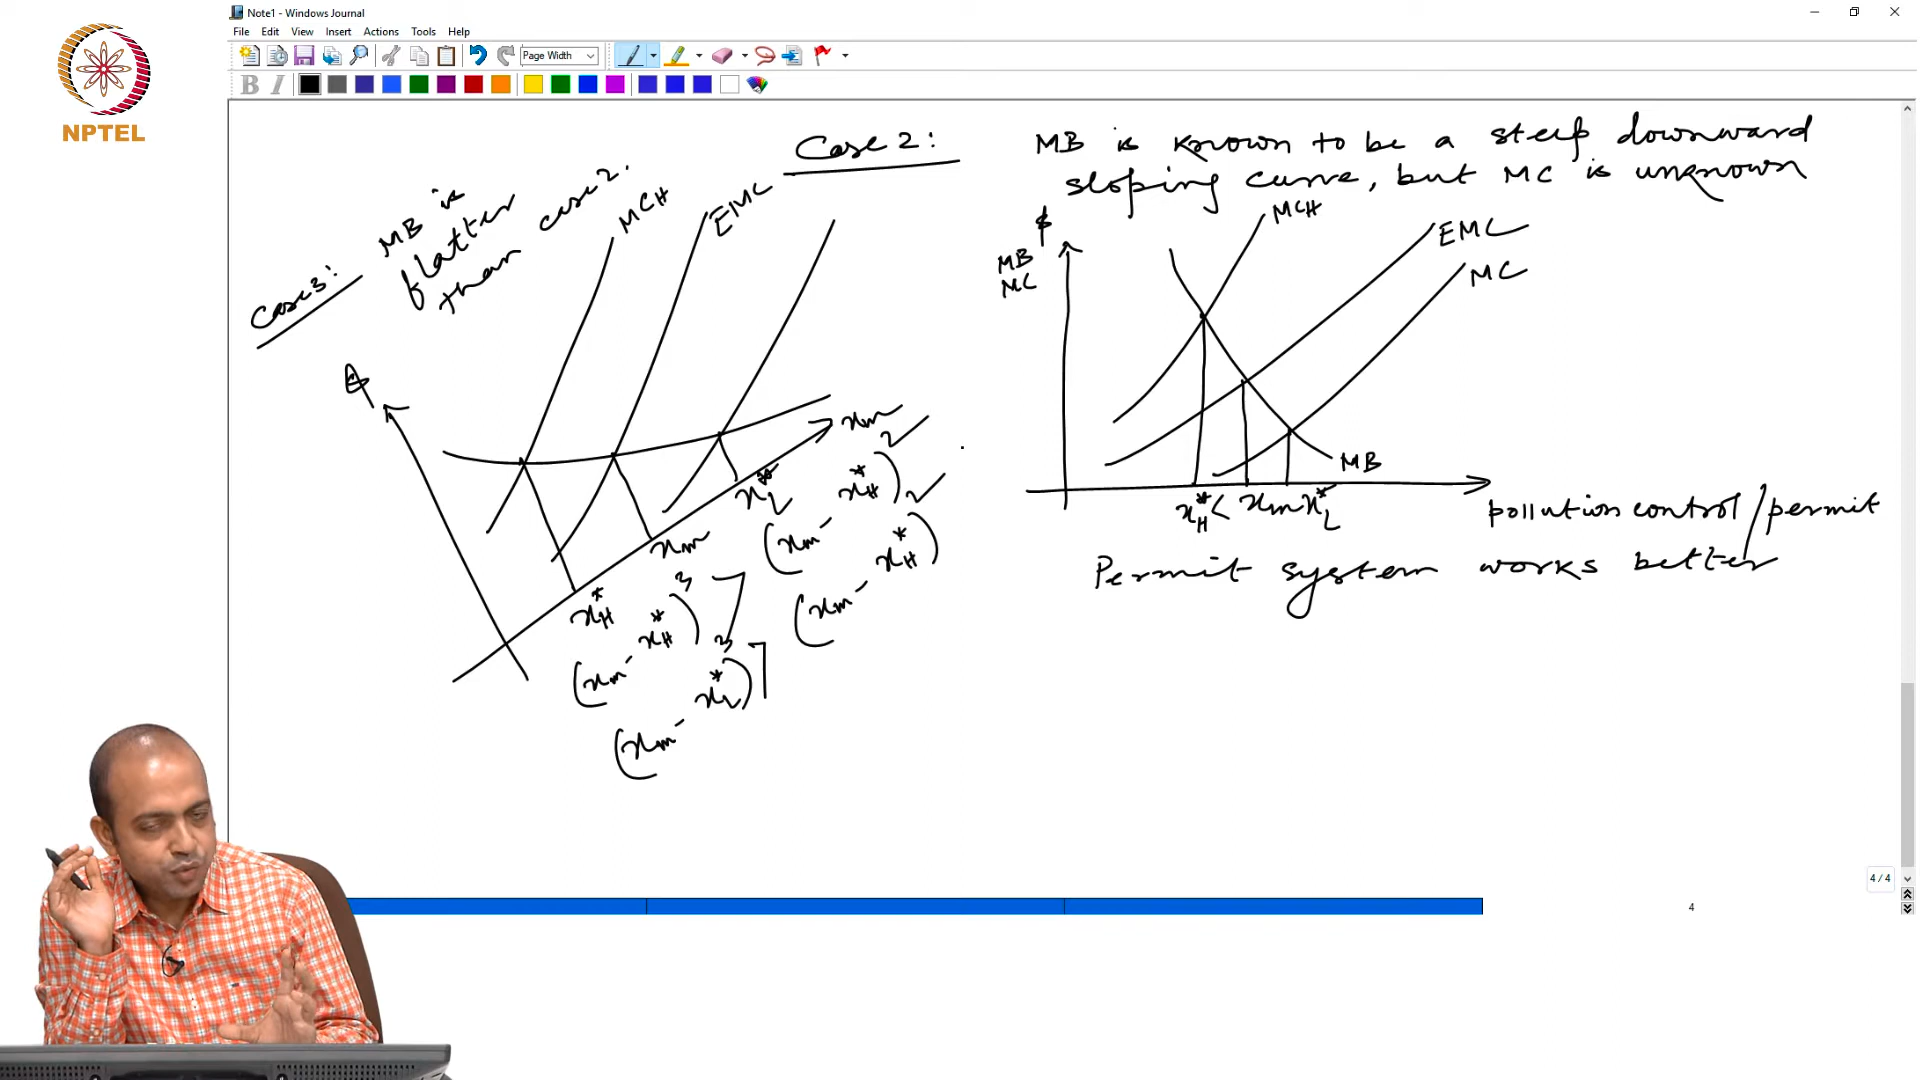 Note1 - Windows Journal
File Edit View Insert Actions Tools Help
Page Width
B I
NPTEL
Case 2:
MB is known to be a steep downward
sloping curve, but MC is unknown
$
MB
MC
MCH
EMC
MC
MB
x*H < xm x*L
pollution control / permit
Permit system works better
Case 3:
MB is
flatter
than case 2.
MCH
EMC
$
xm
x*L
xm
x*H
(xm - x*H)2
(xm - x*H)2
(xm - x*H)3
(xm - x*L)3
4 / 4
4